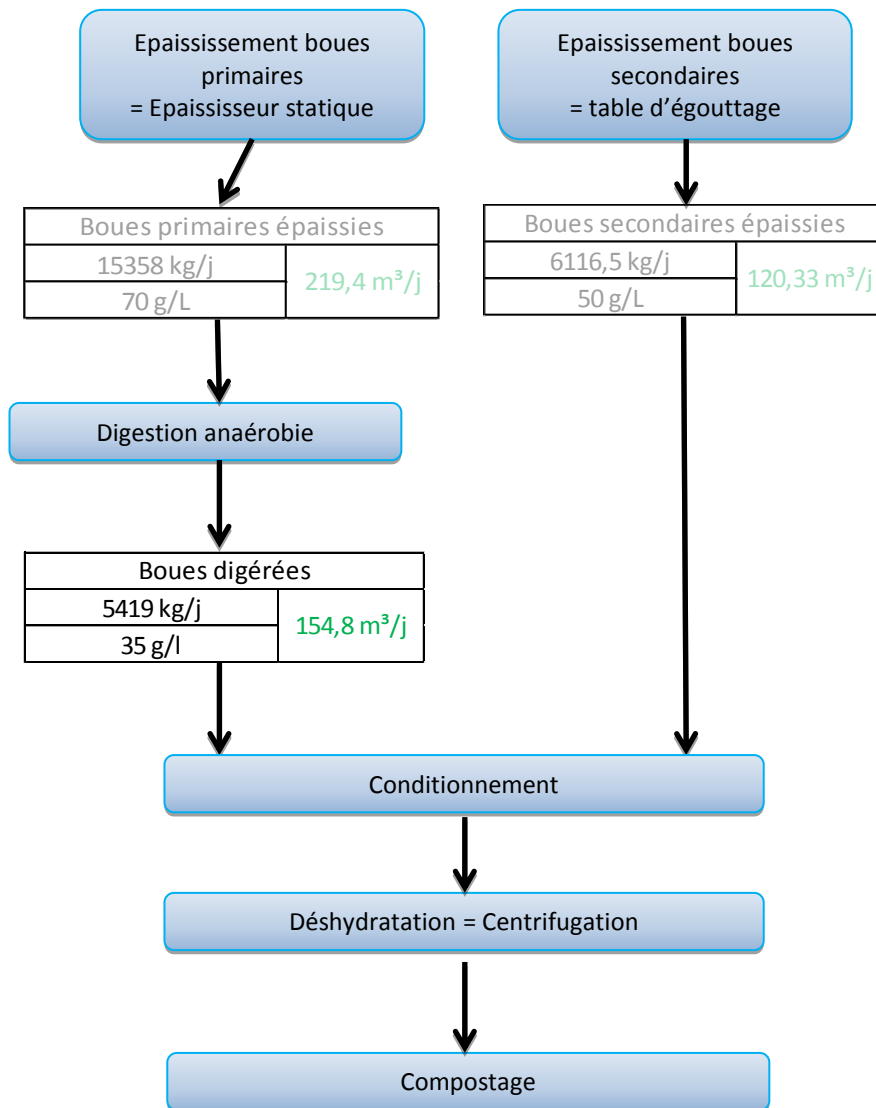 Epaississement boues
primaires
= Epaississeur statique
Epaississement boues
secondaires
= table d'égouttage
Boues primaires épaissies
15358 kg/j
219,4 m³/j
70 g/L
Boues secondaires épaissies
6116,5 kg/j
120,33 m³/j
50 g/L
Digestion anaérobie
Boues digérées
5419 kg/j
154,8 m³/j
35 g/l
Conditionnement
Déshydratation = Centrifugation
Compostage